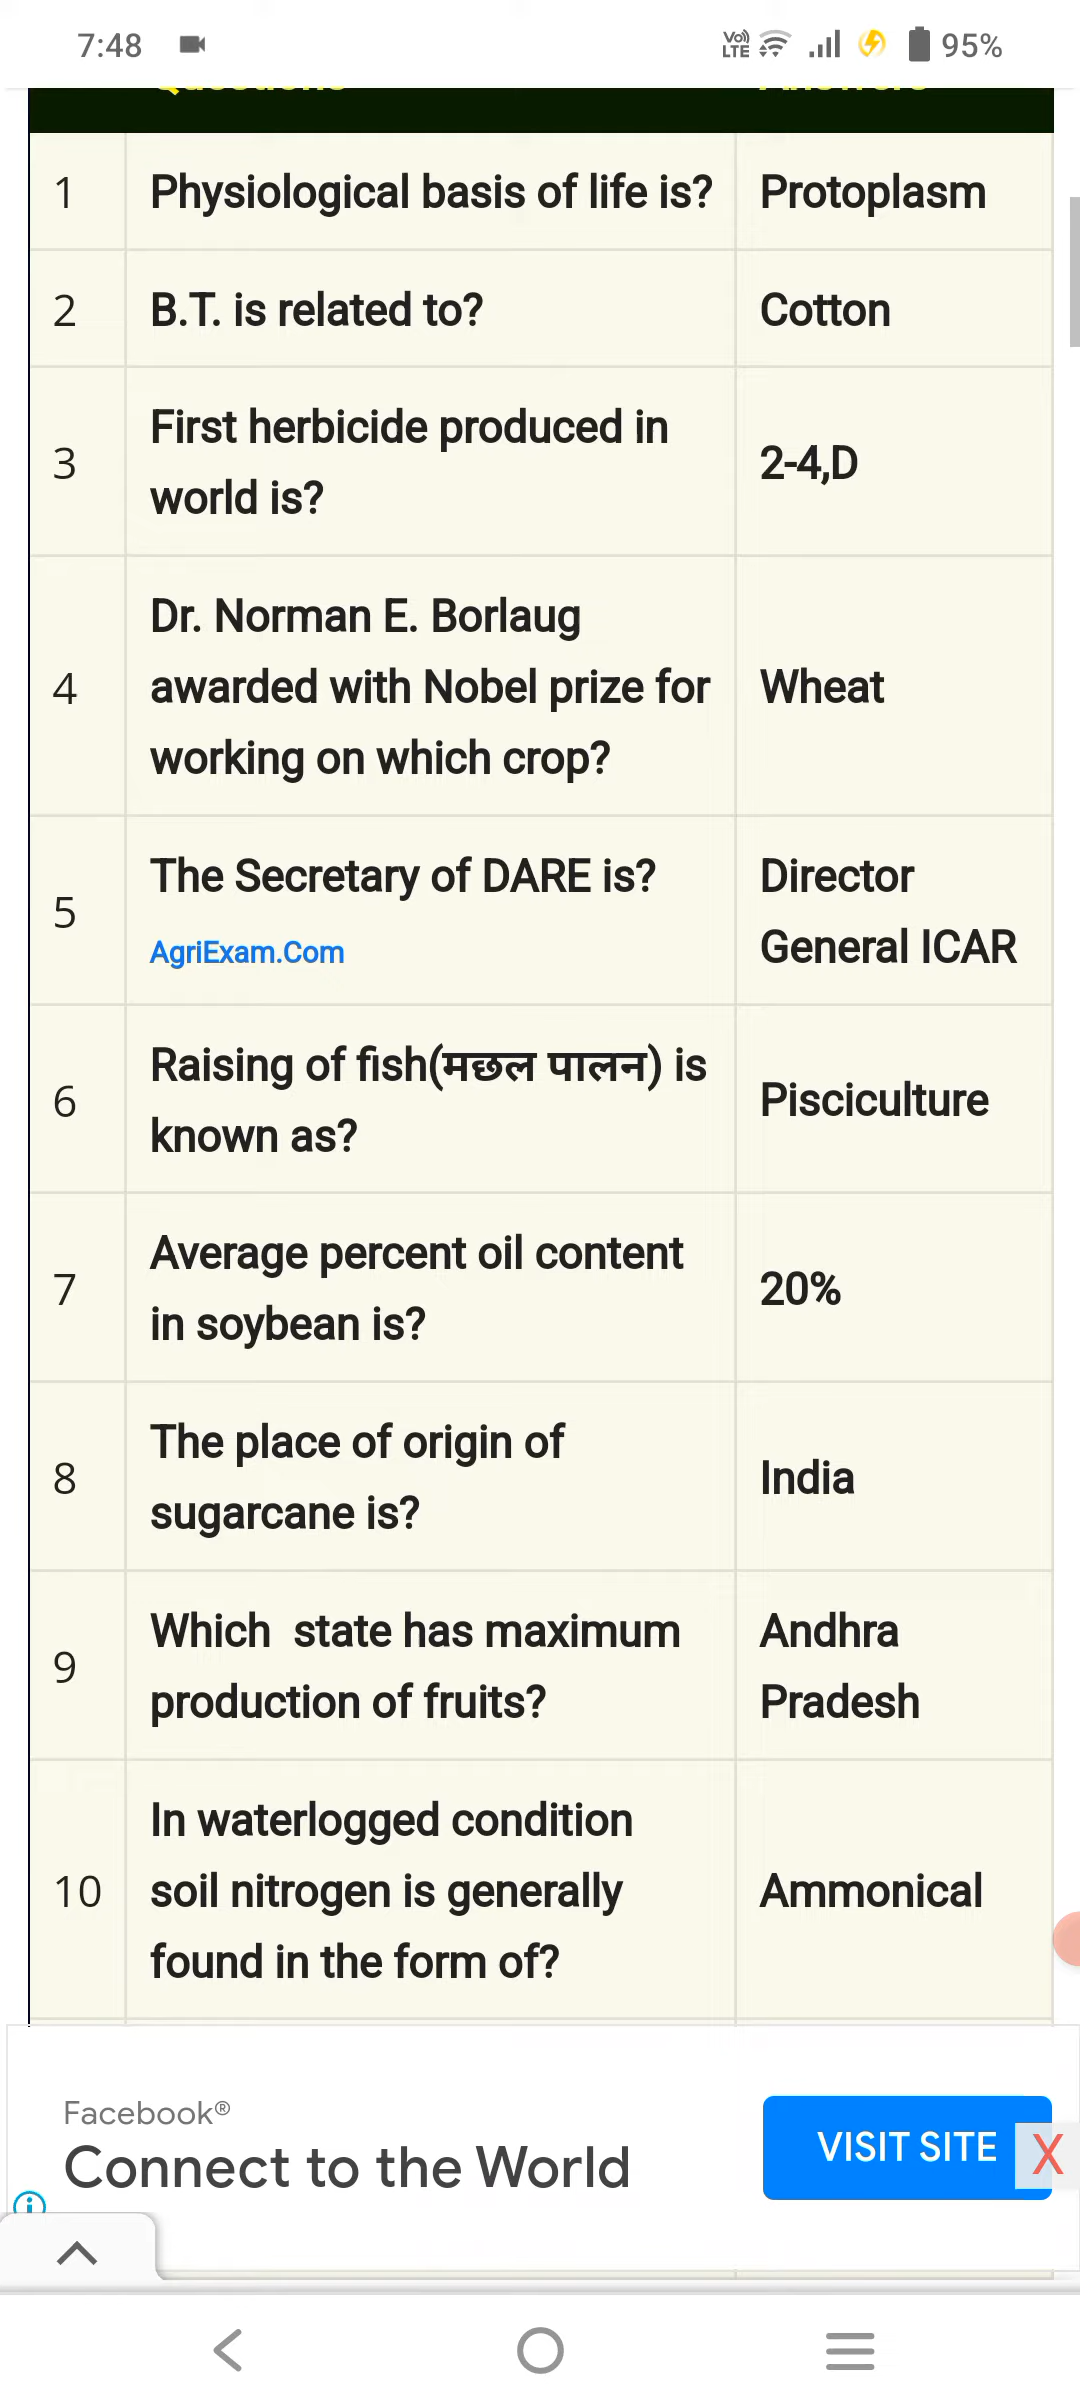 7:48
Vo)) LTE
95%
1
Physiological basis of life is?
Protoplasm
2
B.T. is related to?
Cotton
3
First herbicide produced in
world is?
2-4,D
4
Dr. Norman E. Borlaug
awarded with Nobel prize for
working on which crop?
Wheat
5
The Secretary of DARE is?
AgriExam.Com
Director
General ICAR
6
Raising of fish(मछल पालन) is
known as?
Pisciculture
7
Average percent oil content
in soybean is?
20%
8
The place of origin of
sugarcane is?
India
9
Which  state has maximum
production of fruits?
Andhra
Pradesh
10
In waterlogged condition
soil nitrogen is generally
found in the form of?
Ammonical
Facebook®
Connect to the World
VISIT SITE
X